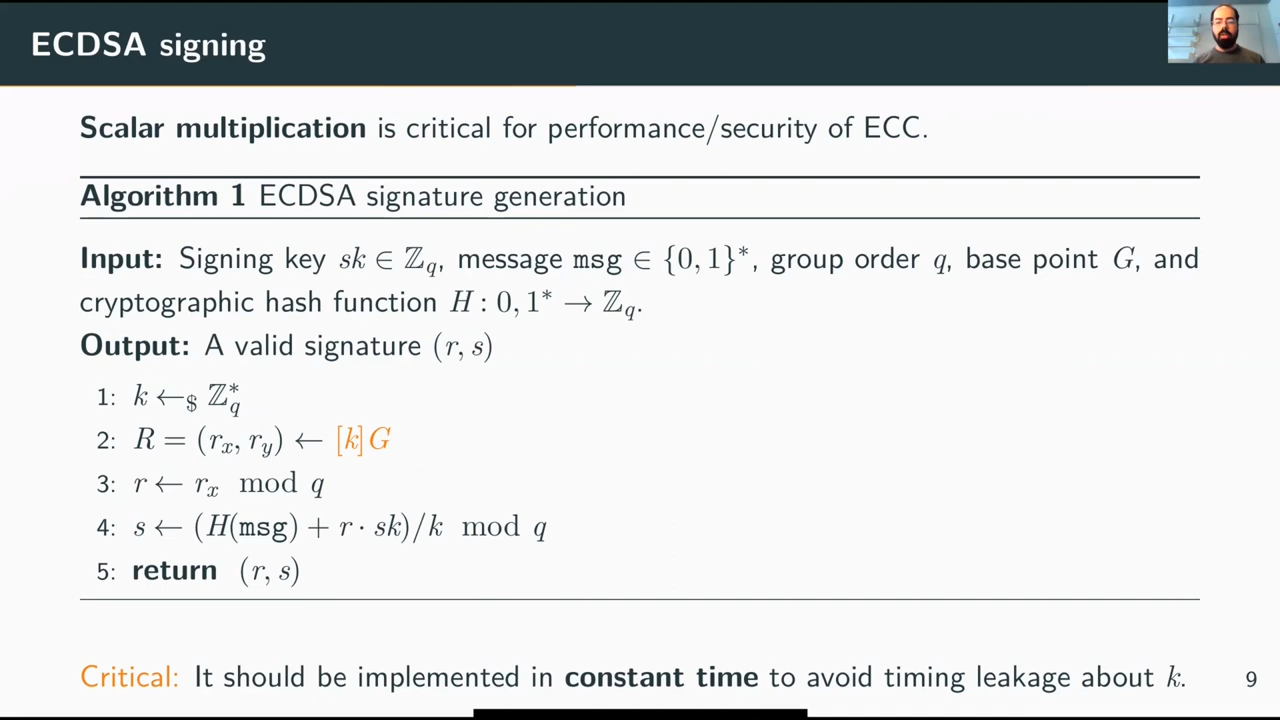 ECDSA signing
Scalar multiplication is critical for performance/security of ECC.
Algorithm 1 ECDSA signature generation
Input: Signing key sk ∈ ℤ_q, message msg ∈ {0, 1}*, group order q, base point G, and
cryptographic hash function H : 0, 1* → ℤ_q.
Output: A valid signature (r, s)
1: k ←_$ ℤ_q^*
2: R = (r_x, r_y) ← [k]G
3: r ← r_x mod q
4: s ← (H(msg) + r · sk)/k mod q
5: return (r, s)
Critical: It should be implemented in constant time to avoid timing leakage about k.
9